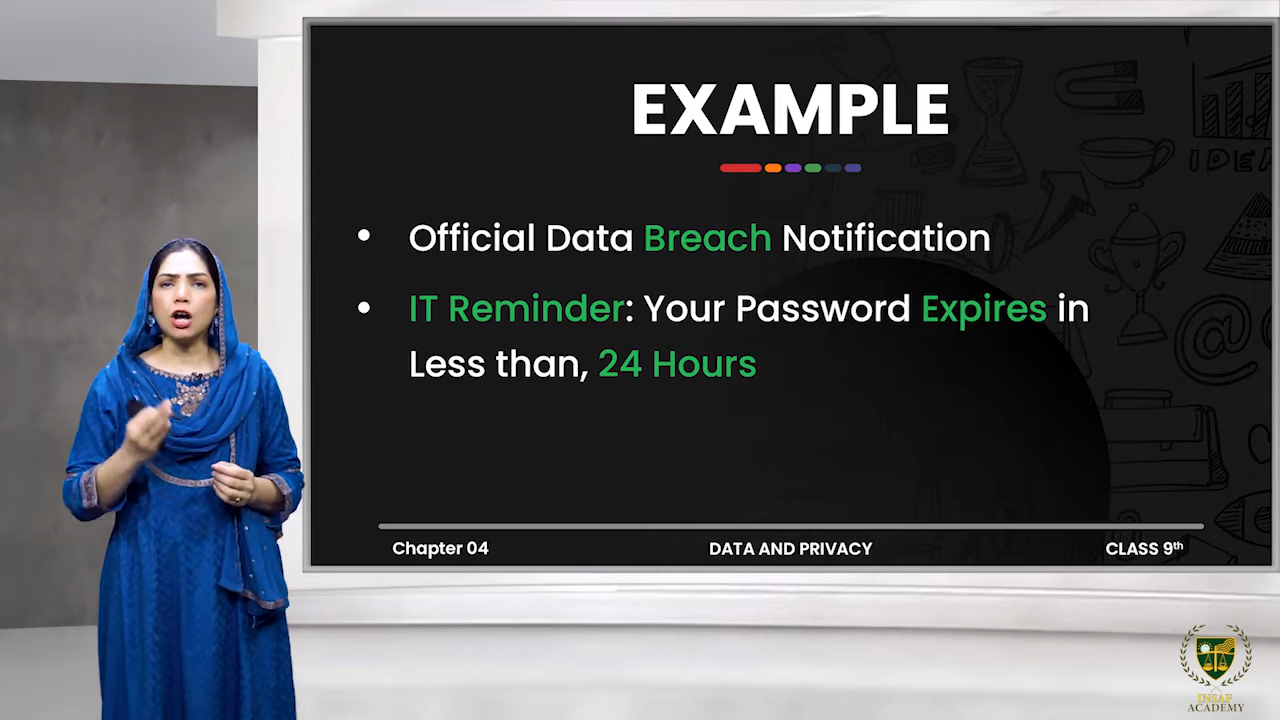 EXAMPLE
• Official Data Breach Notification
• IT Reminder: Your Password Expires in
Less than, 24 Hours
Chapter 04
DATA AND PRIVACY
CLASS 9th
IDEA
INSAF
ACADEMY